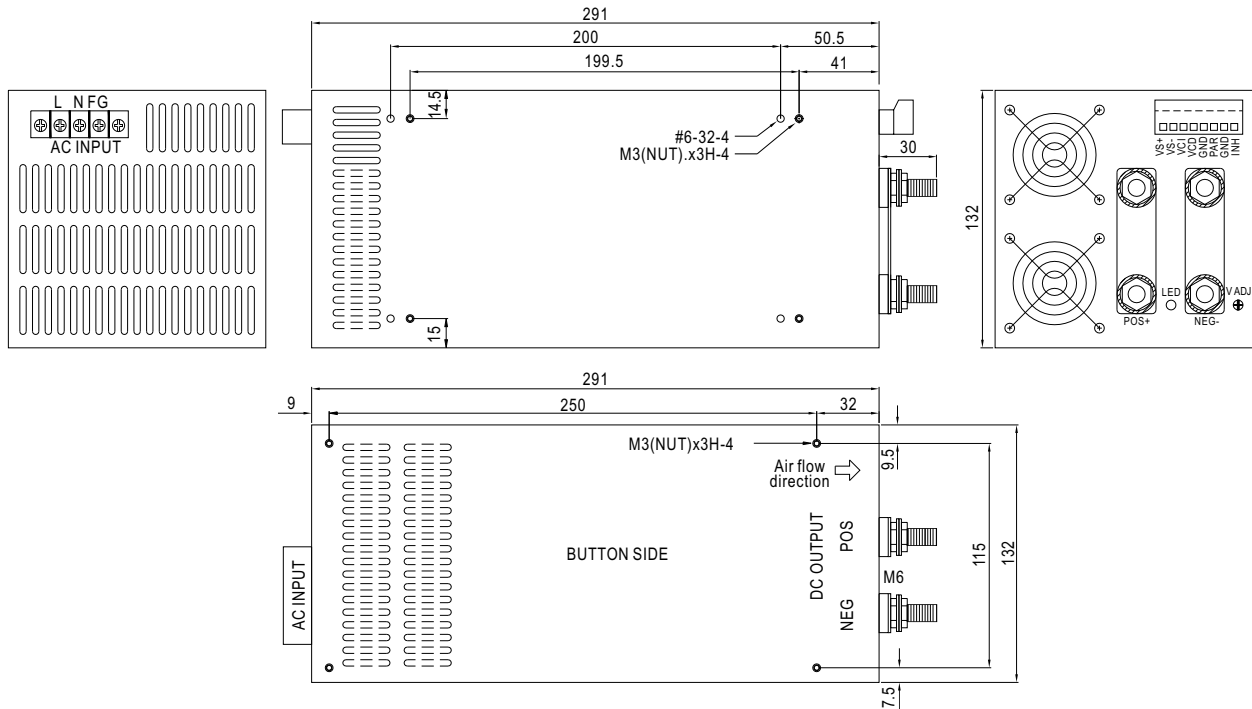 291
200
50.5
199.5
41
L N FG
AC INPUT
14.5
#6-32-4
M3(NUT).x3H-4
30
15
132
VS+
VS-
VCI
VCD
GND
PAR
GND
INH
LED
V ADJ
POS+
NEG-
291
9
250
32
M3(NUT)x3H-4
9.5
Air flow
direction
AC INPUT
BUTTON SIDE
DC OUTPUT
POS
NEG
M6
115
132
7.5